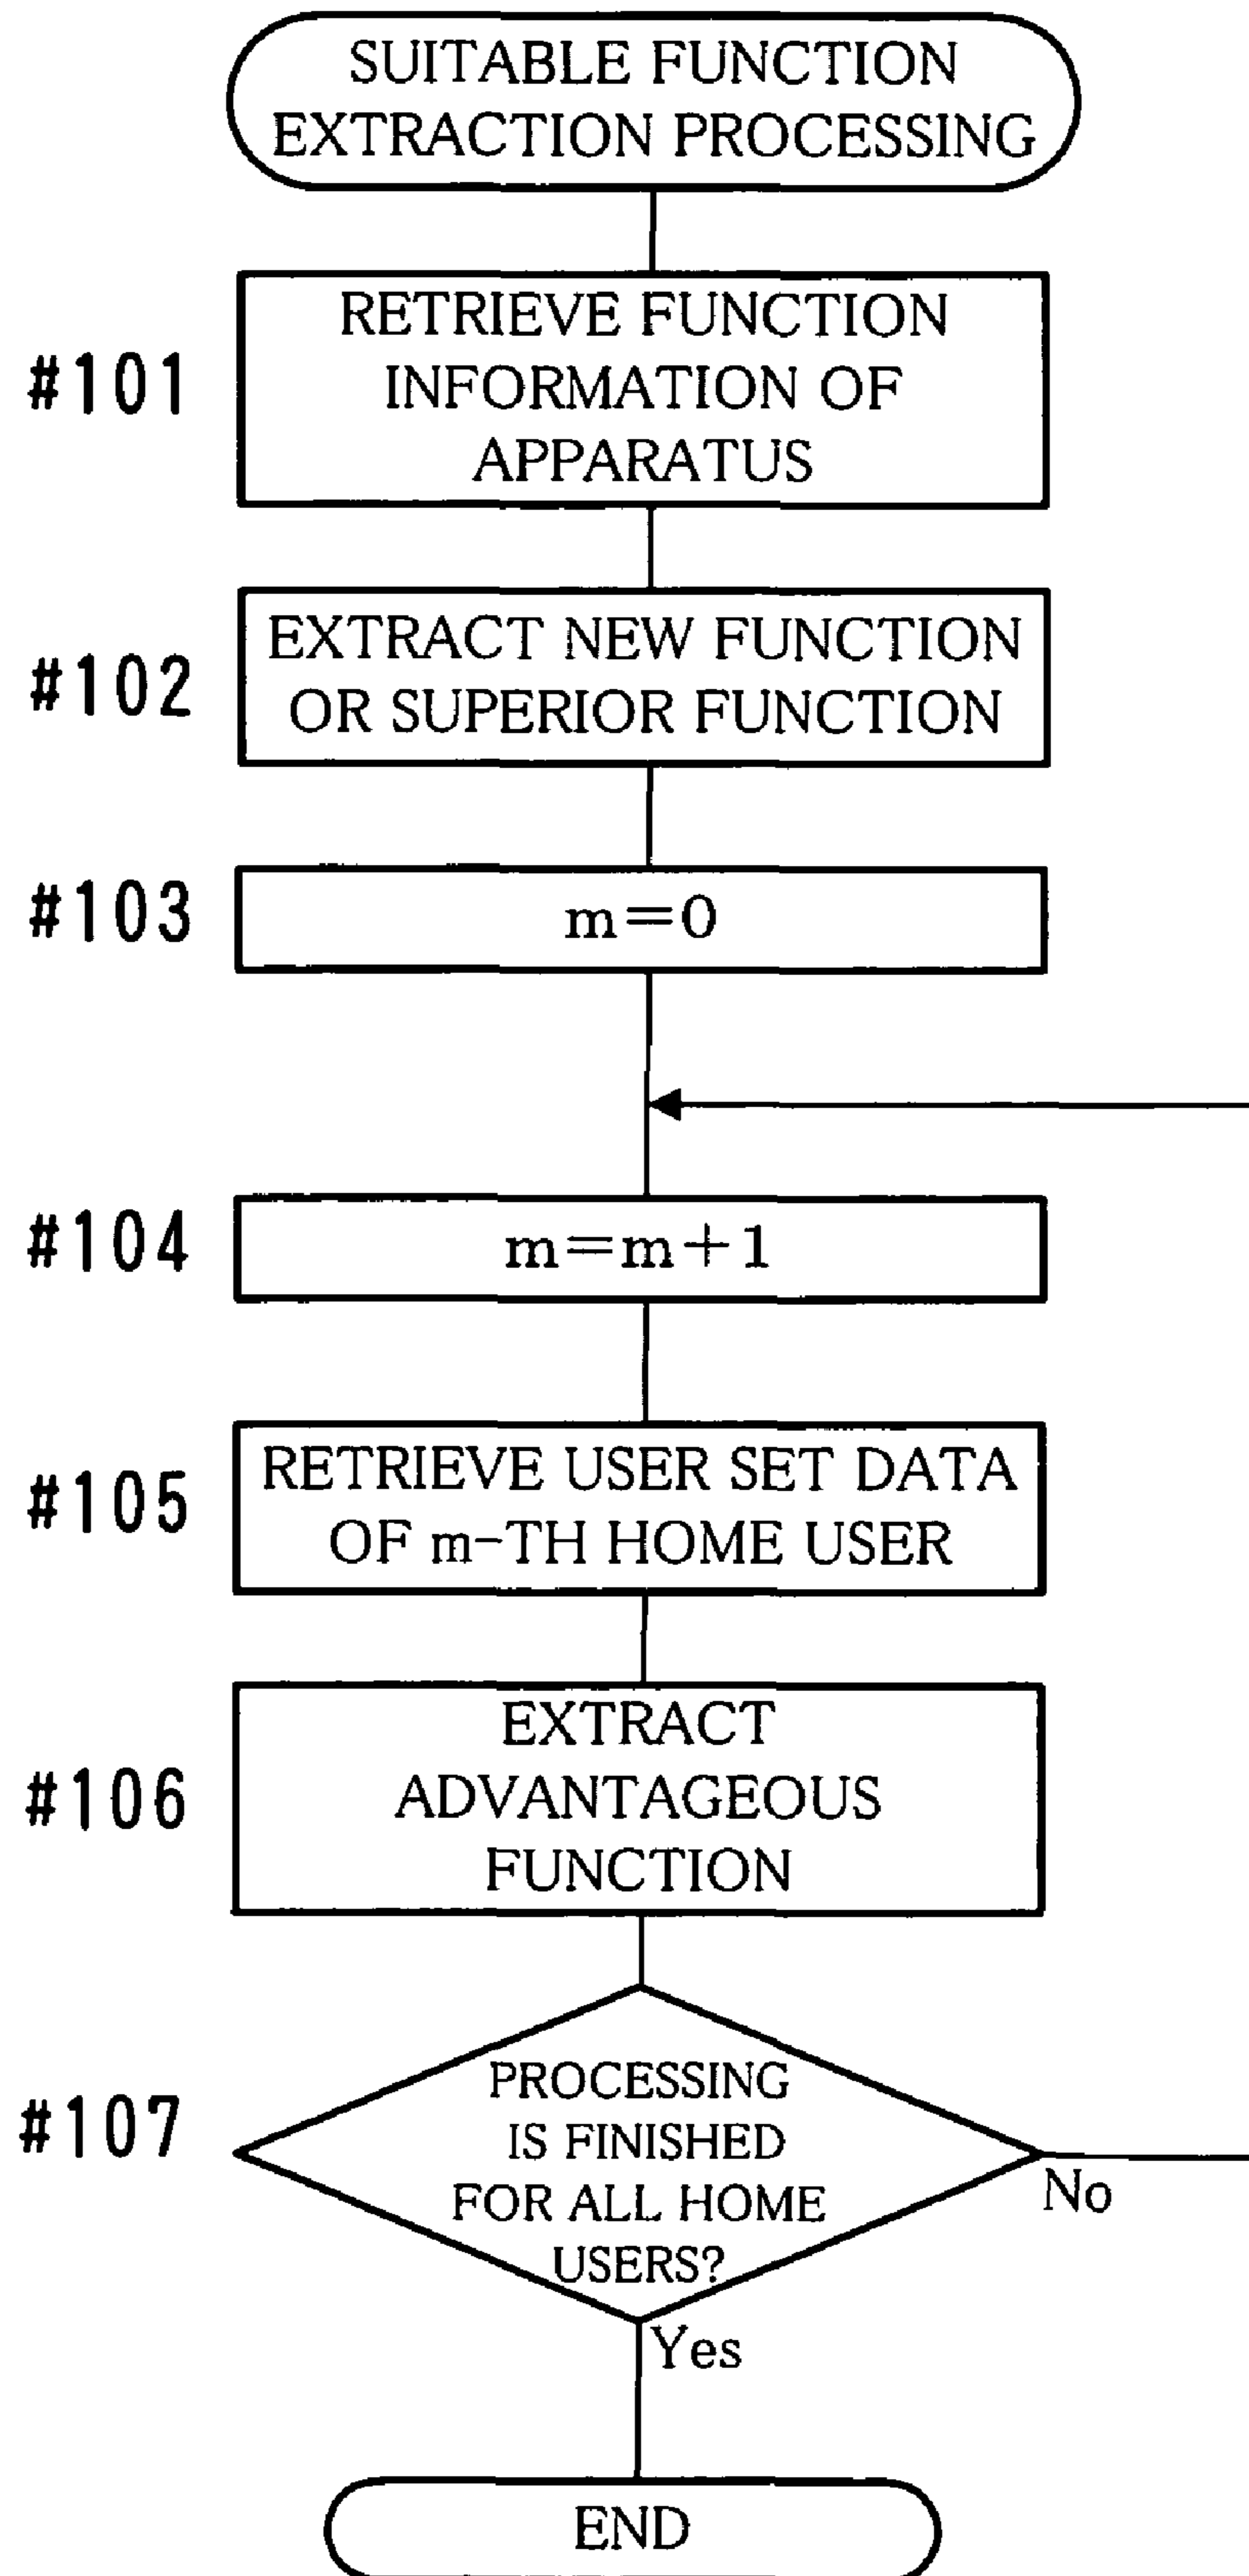 SUITABLE FUNCTION
EXTRACTION PROCESSING
#101
RETRIEVE FUNCTION
INFORMATION OF
APPARATUS
#102
EXTRACT NEW FUNCTION
OR SUPERIOR FUNCTION
#103
m=0
#104
m=m+1
#105
RETRIEVE USER SET DATA
OF m-TH HOME USER
#106
EXTRACT
ADVANTAGEOUS
FUNCTION
#107
PROCESSING
IS FINISHED
FOR ALL HOME
USERS?
No
Yes
END